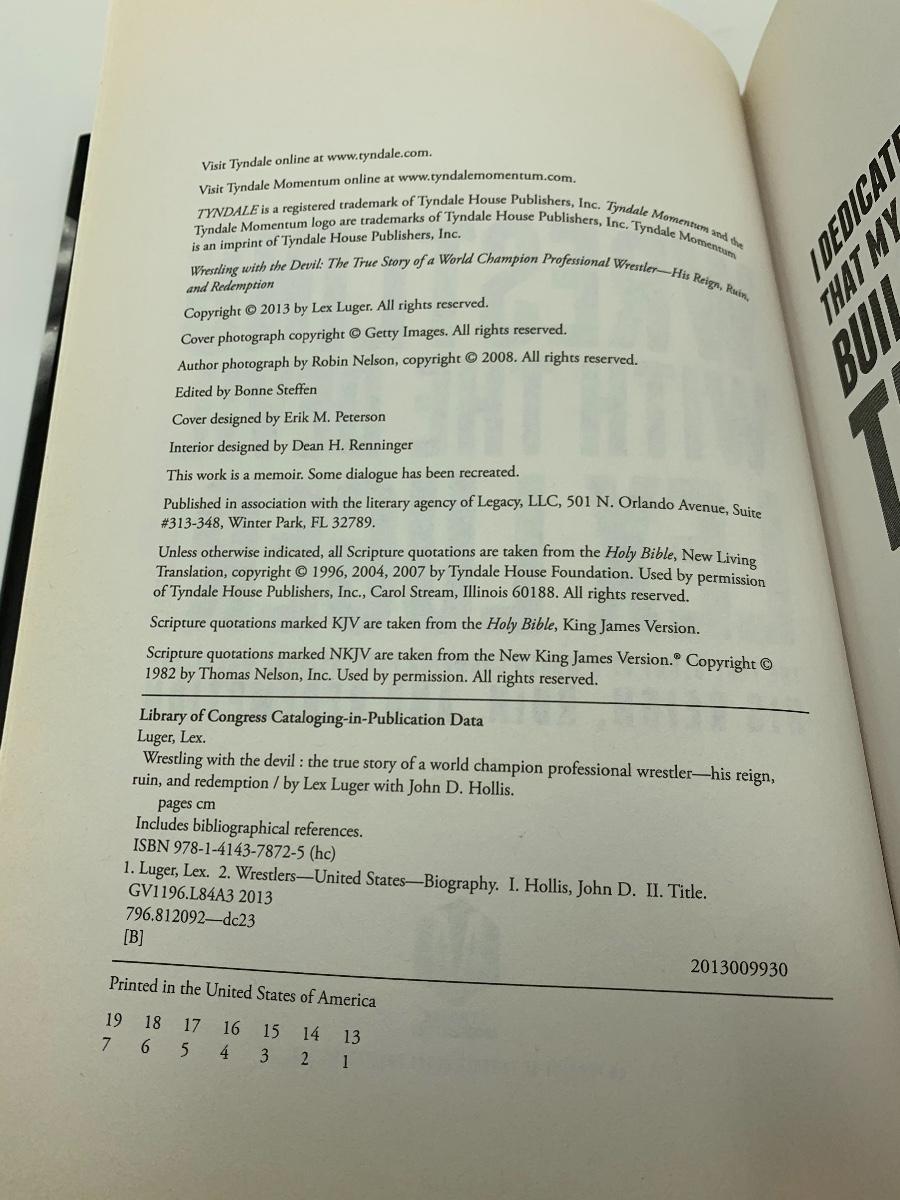 Visit Tyndale online at www.tyndale.com.
Visit Tyndale Momentum online at www.tyndalemomentum.com.
TYNDALE is a registered trademark of Tyndale House Publishers, Inc. Tyndale Momentum and the
Tyndale Momentum logo are trademarks of Tyndale House Publishers, Inc. Tyndale Momentum
is an imprint of Tyndale House Publishers, Inc.
Wrestling with the Devil: The True Story of a World Champion Professional Wrestler—His Reign, Ruin,
and Redemption
Copyright © 2013 by Lex Luger. All rights reserved.
Cover photograph copyright © Getty Images. All rights reserved.
Author photograph by Robin Nelson, copyright © 2008. All rights reserved.
Edited by Bonne Steffen
Cover designed by Erik M. Peterson
Interior designed by Dean H. Renninger
This work is a memoir. Some dialogue has been recreated.
Published in association with the literary agency of Legacy, LLC, 501 N. Orlando Avenue, Suite
#313-348, Winter Park, FL 32789.
Unless otherwise indicated, all Scripture quotations are taken from the Holy Bible, New Living
Translation, copyright © 1996, 2004, 2007 by Tyndale House Foundation. Used by permission
of Tyndale House Publishers, Inc., Carol Stream, Illinois 60188. All rights reserved.
Scripture quotations marked KJV are taken from the Holy Bible, King James Version.
Scripture quotations marked NKJV are taken from the New King James Version.® Copyright ©
1982 by Thomas Nelson, Inc. Used by permission. All rights reserved.
Library of Congress Cataloging-in-Publication Data
Luger, Lex.
Wrestling with the devil : the true story of a world champion professional wrestler—his reign,
ruin, and redemption / by Lex Luger with John D. Hollis.
pages cm
Includes bibliographical references.
ISBN 978-1-4143-7872-5 (hc)
1. Luger, Lex. 2. Wrestlers—United States—Biography. I. Hollis, John D. II. Title.
GV1196.L84A3 2013
796.812092—dc23
[B]
2013009930
Printed in the United States of America
19 18 17 16 15 14 13
7 6 5 4 3 2 1
I DEDICATE
THAT MY